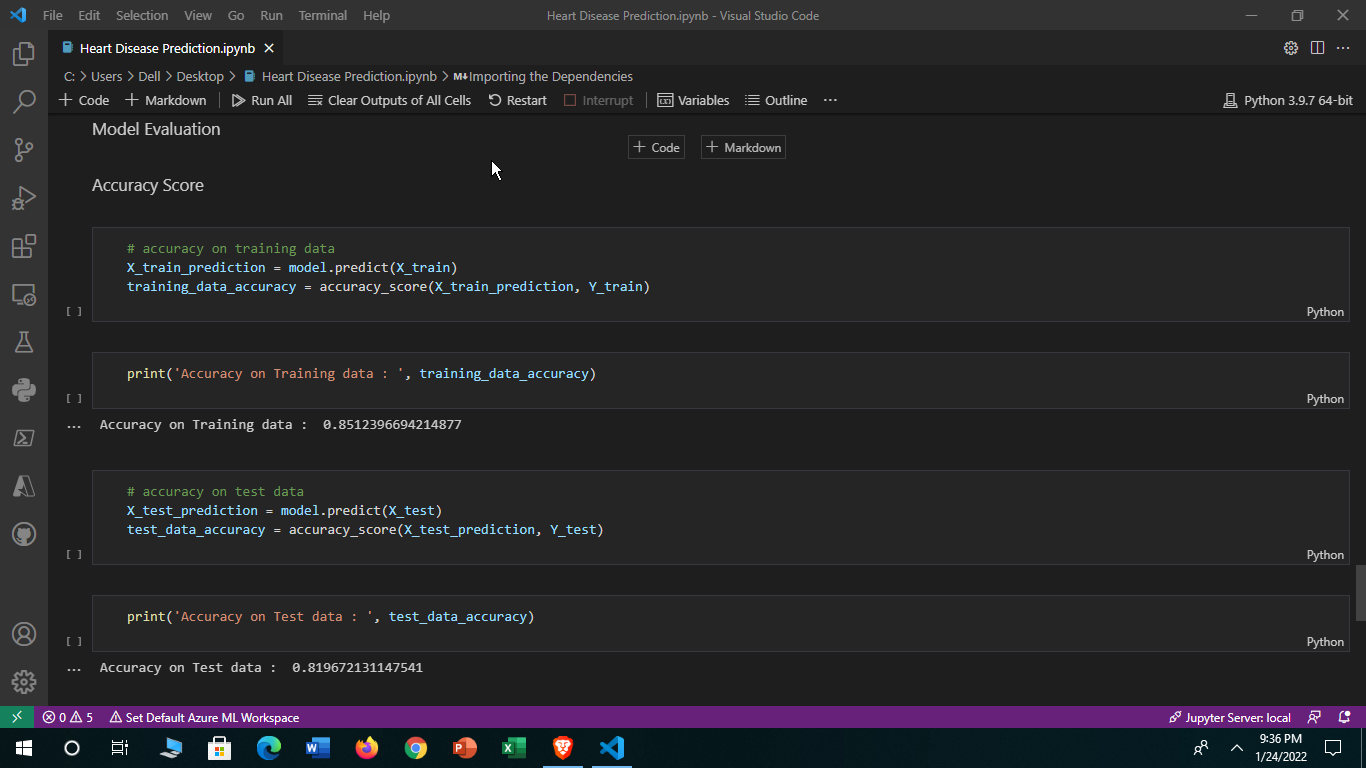 File Edit Selection View Go Run Terminal Help Heart Disease Prediction.ipynb - Visual Studio Code
Heart Disease Prediction.ipynb
C: > Users > Dell > Desktop > Heart Disease Prediction.ipynb > M↓Importing the Dependencies
+ Code + Markdown Run All Clear Outputs of All Cells Restart Interrupt Variables Outline ... Python 3.9.7 64-bit
Model Evaluation
+ Code + Markdown
Accuracy Score
# accuracy on training data
X_train_prediction = model.predict(X_train)
training_data_accuracy = accuracy_score(X_train_prediction, Y_train)
[ ] Python
print('Accuracy on Training data : ', training_data_accuracy)
[ ] Python
... Accuracy on Training data :  0.8512396694214877
# accuracy on test data
X_test_prediction = model.predict(X_test)
test_data_accuracy = accuracy_score(X_test_prediction, Y_test)
[ ] Python
print('Accuracy on Test data : ', test_data_accuracy)
[ ] Python
... Accuracy on Test data :  0.819672131147541
0 5 Set Default Azure ML Workspace Jupyter Server: local
9:36 PM
1/24/2022